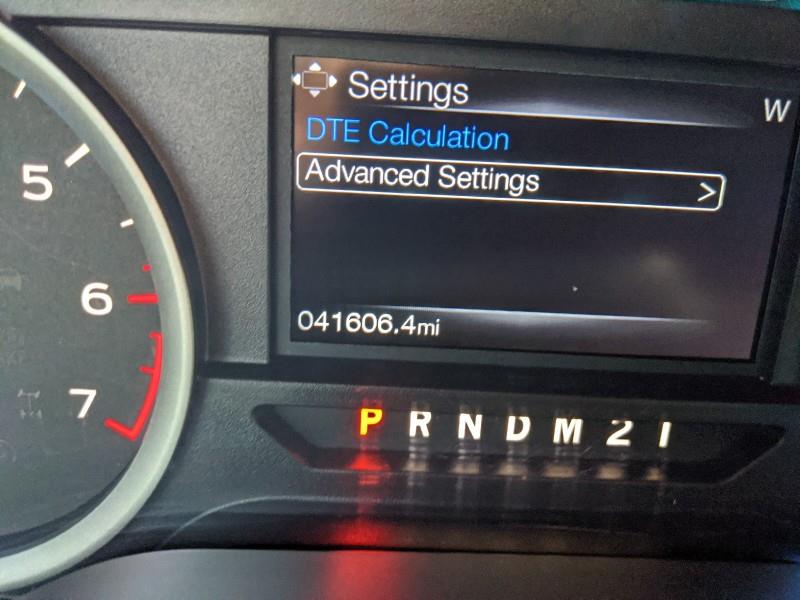 Settings
W
DTE Calculation
Advanced Settings >
041606.4mi
5
6
7
P R N D M 2 1